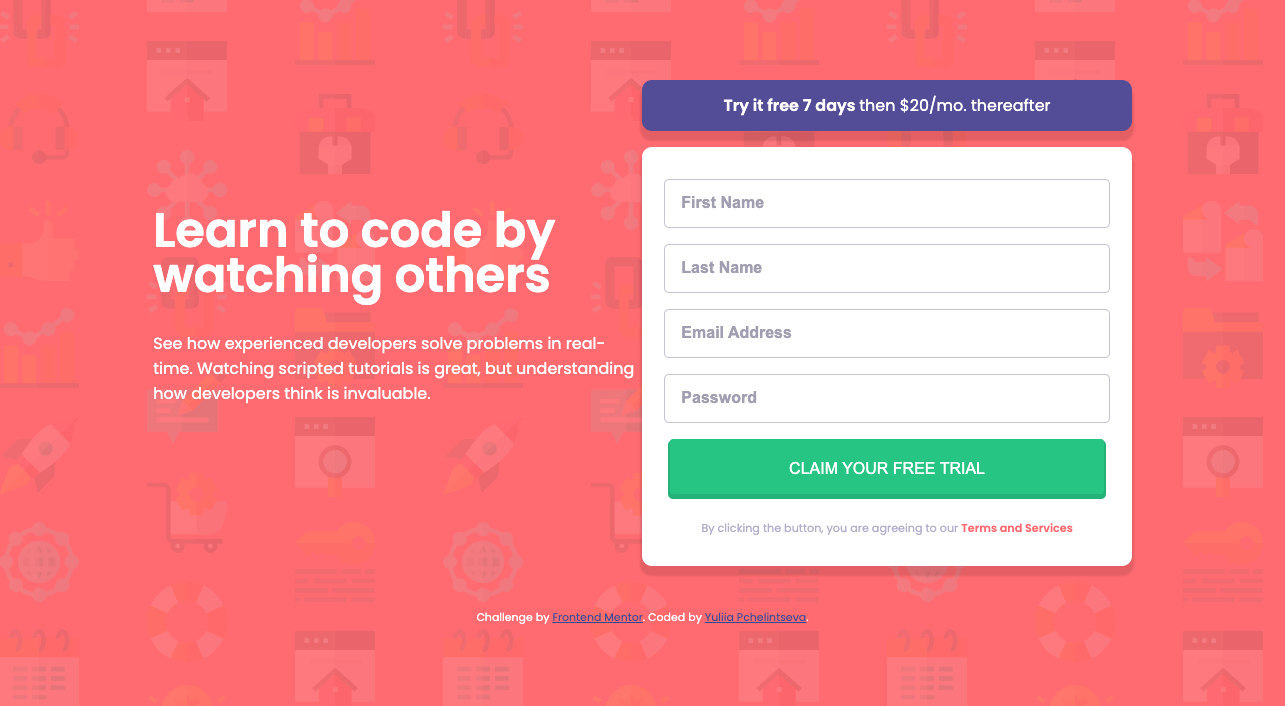 Learn to code by
watching others
See how experienced developers solve problems in real-
time. Watching scripted tutorials is great, but understanding
how developers think is invaluable.
Try it free 7 days then $20/mo. thereafter
First Name
Last Name
Email Address
Password
CLAIM YOUR FREE TRIAL
By clicking the button, you are agreeing to our Terms and Services
Challenge by Frontend Mentor. Coded by Yuliia Pchelintseva.